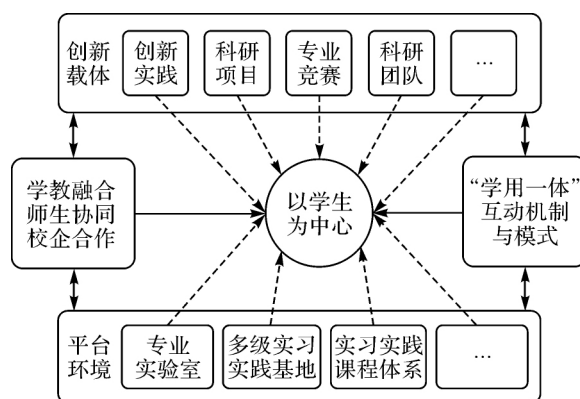 创新
载体
创新
实践
科研
项目
专业
竞赛
科研
团队
…
学教融合
师生协同
校企合作
以学生
为中心
“学用一体”
互动机制
与模式
平台
环境
专业
实验室
多级实习
实践基地
实习实践
课程体系
…